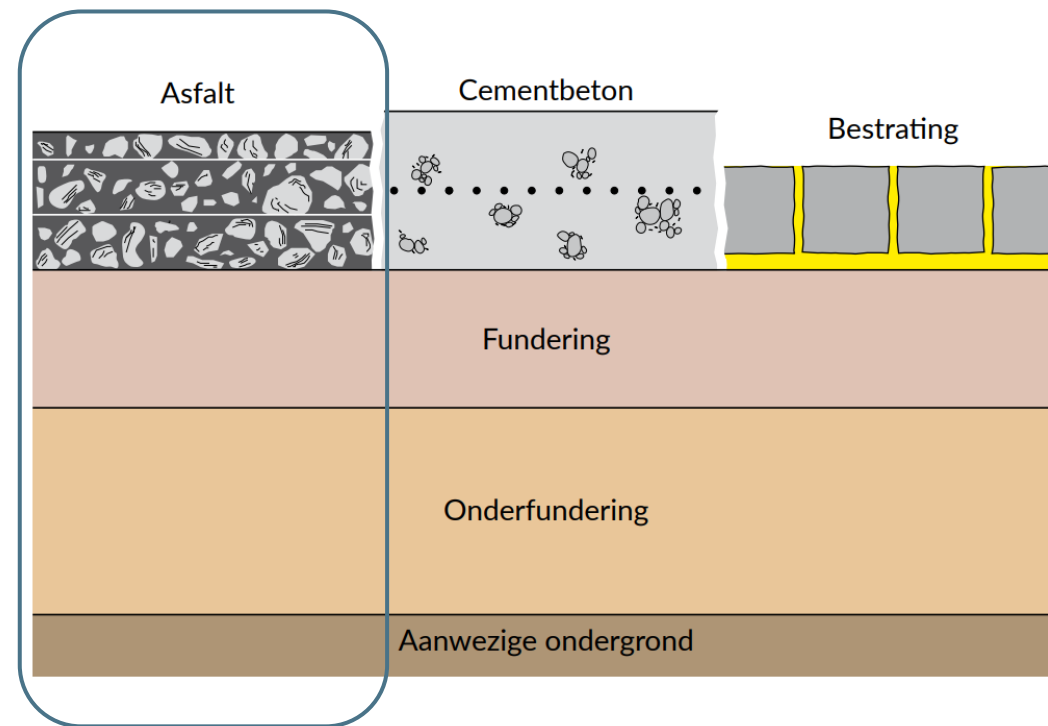 Asfalt
Cementbeton
Bestrating
Fundering
Onderfundering
Aanwezige ondergrond